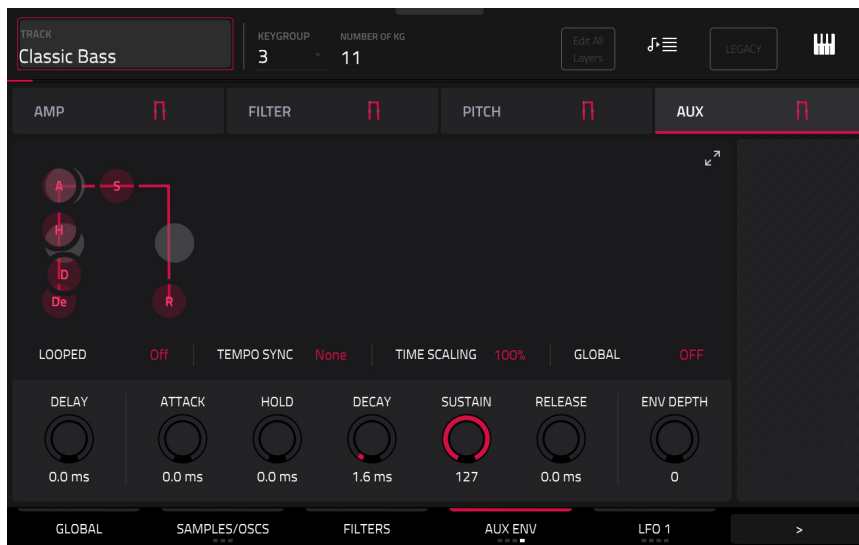 TRACK
Classic Bass
KEYGROUP
3
NUMBER OF KG
11
Edit All
Layers
LEGACY
AMP
FILTER
PITCH
AUX
A
S
H
D
De
R
LOOPED Off
TEMPO SYNC None
TIME SCALING 100%
GLOBAL OFF
DELAY ATTACK HOLD DECAY SUSTAIN RELEASE ENV DEPTH
0.0 ms 0.0 ms 0.0 ms 1.6 ms 127 0.0 ms 0
GLOBAL SAMPLES/OSCS FILTERS AUX ENV LFO 1 >